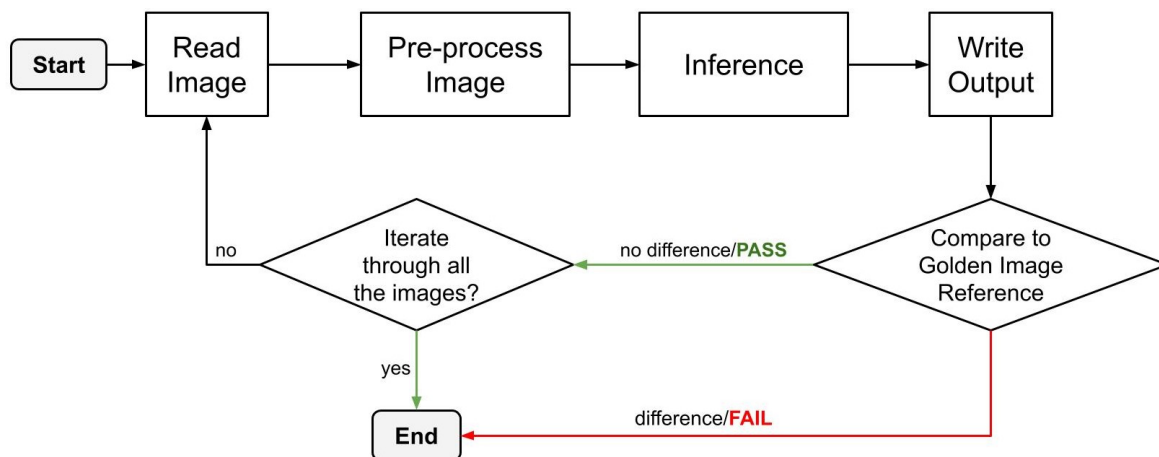 Start
Read
Image
Pre-process
Image
Inference
Write
Output
Compare to
Golden Image
Reference
no difference/PASS
Iterate
through all
the images?
no
yes
difference/FAIL
End